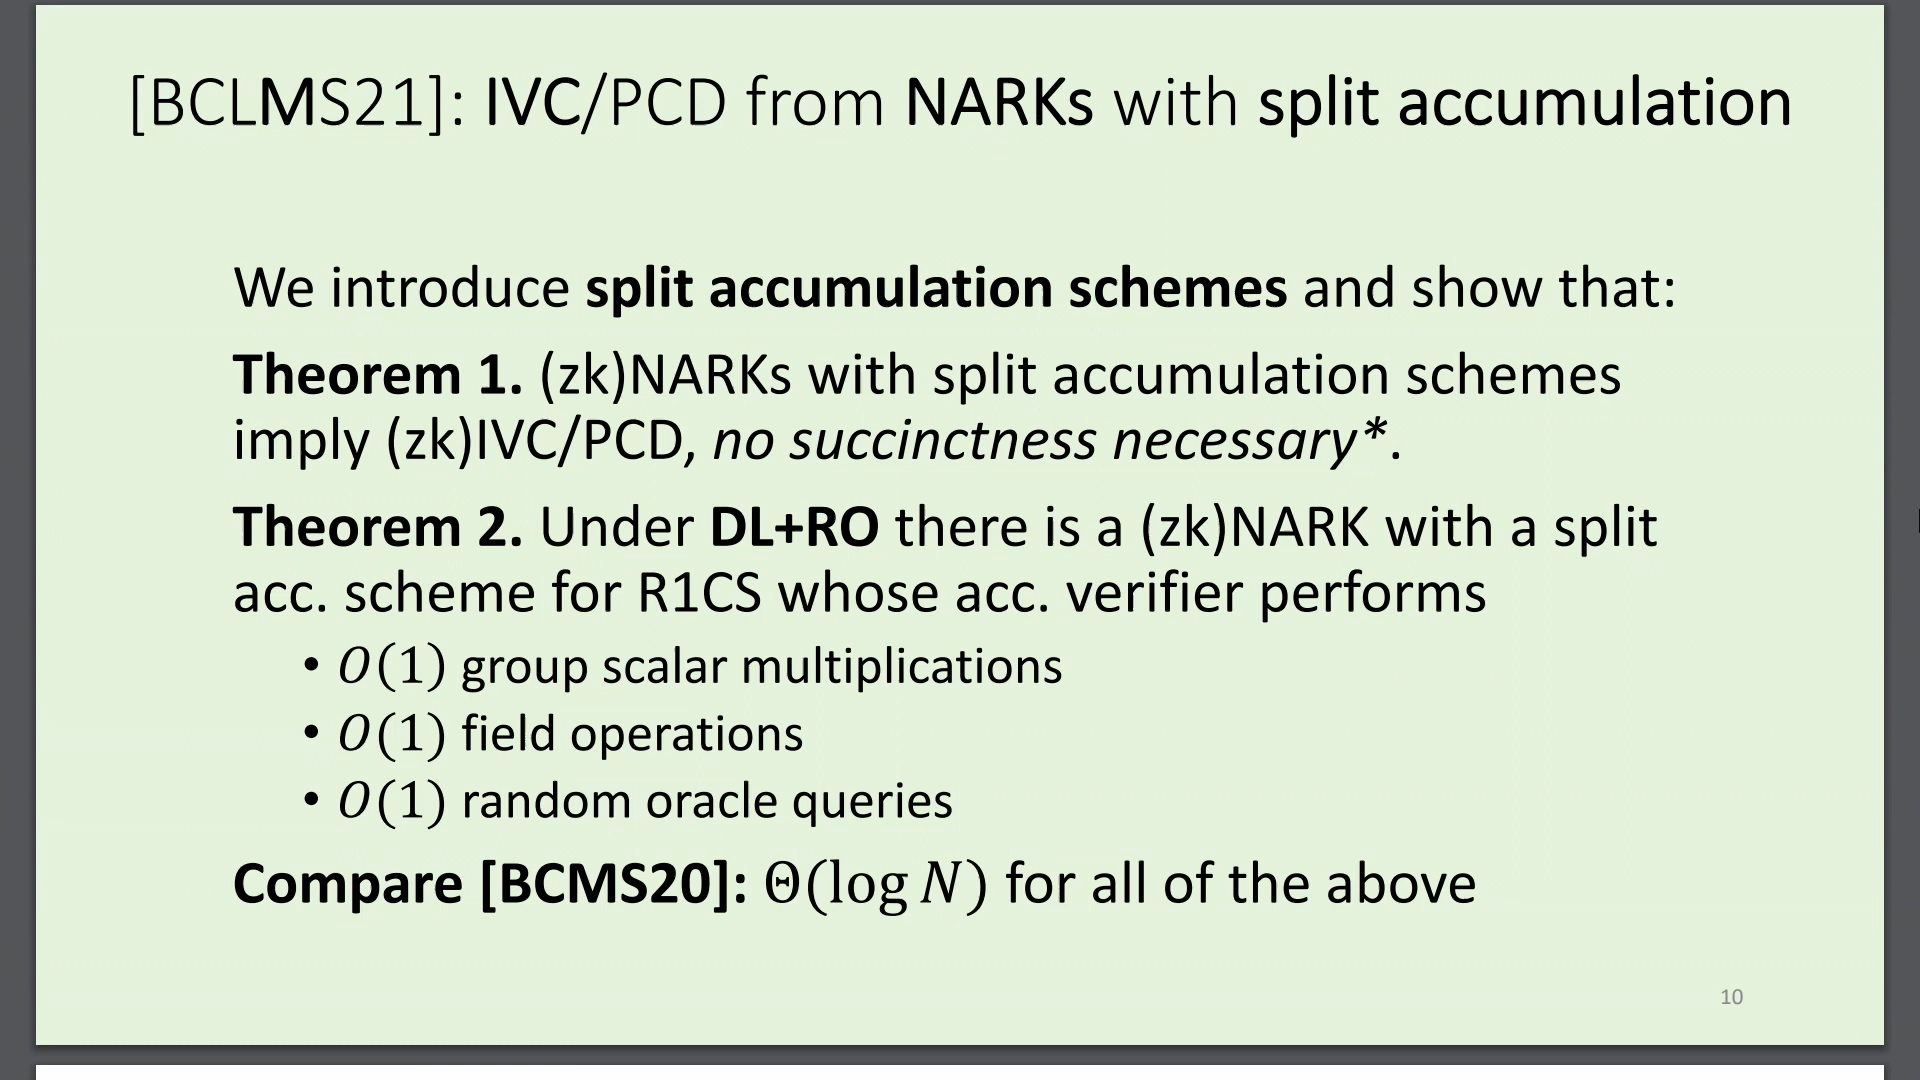 [BCLMS21]: IVC/PCD from NARKs with split accumulation
We introduce split accumulation schemes and show that:
Theorem 1. (zk)NARKs with split accumulation schemes
imply (zk)IVC/PCD, no succinctness necessary*.
Theorem 2. Under DL+RO there is a (zk)NARK with a split
acc. scheme for R1CS whose acc. verifier performs
• O(1) group scalar multiplications
• O(1) field operations
• O(1) random oracle queries
Compare [BCMS20]: Θ(log N) for all of the above
10